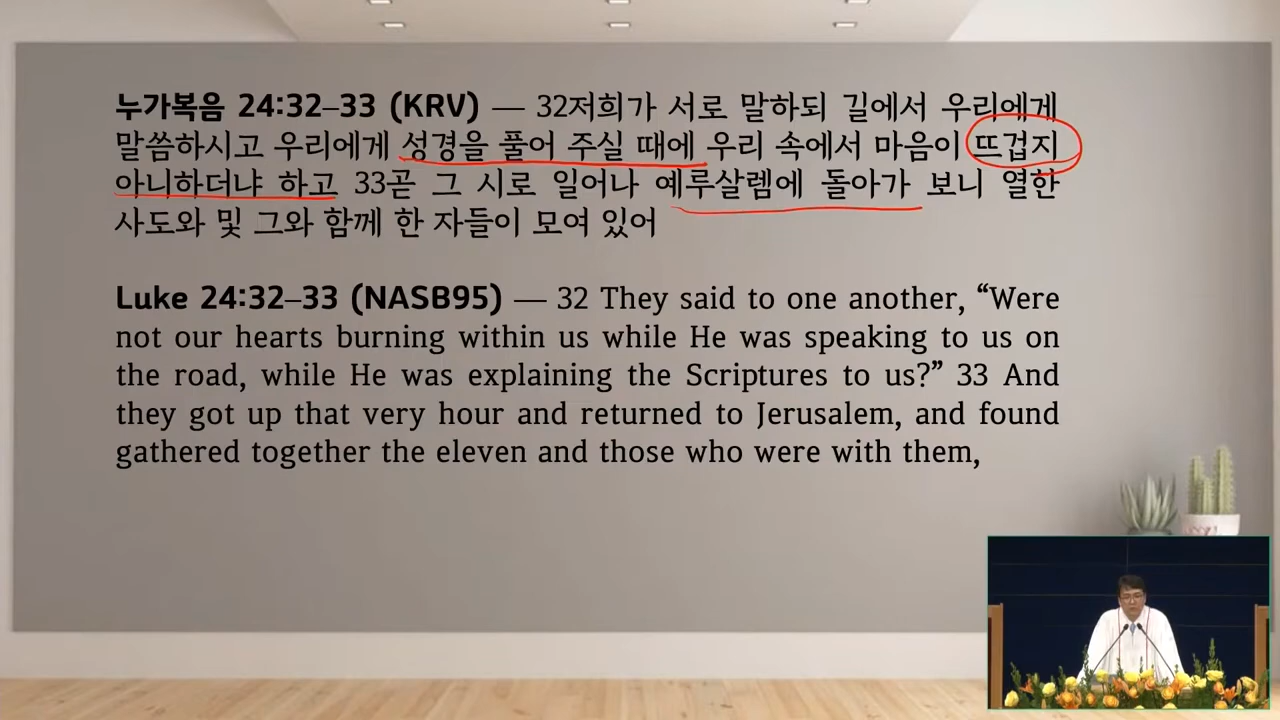 누가복음 24:32–33 (KRV) — 32저희가 서로 말하되 길에서 우리에게
말씀하시고 우리에게 성경을 풀어 주실 때에 우리 속에서 마음이 뜨겁지
아니하더냐 하고 33곧 그 시로 일어나 예루살렘에 돌아가 보니 열한
사도와 및 그와 함께 한 자들이 모여 있어
Luke 24:32–33 (NASB95) — 32 They said to one another, “Were
not our hearts burning within us while He was speaking to us on
the road, while He was explaining the Scriptures to us?” 33 And
they got up that very hour and returned to Jerusalem, and found
gathered together the eleven and those who were with them,